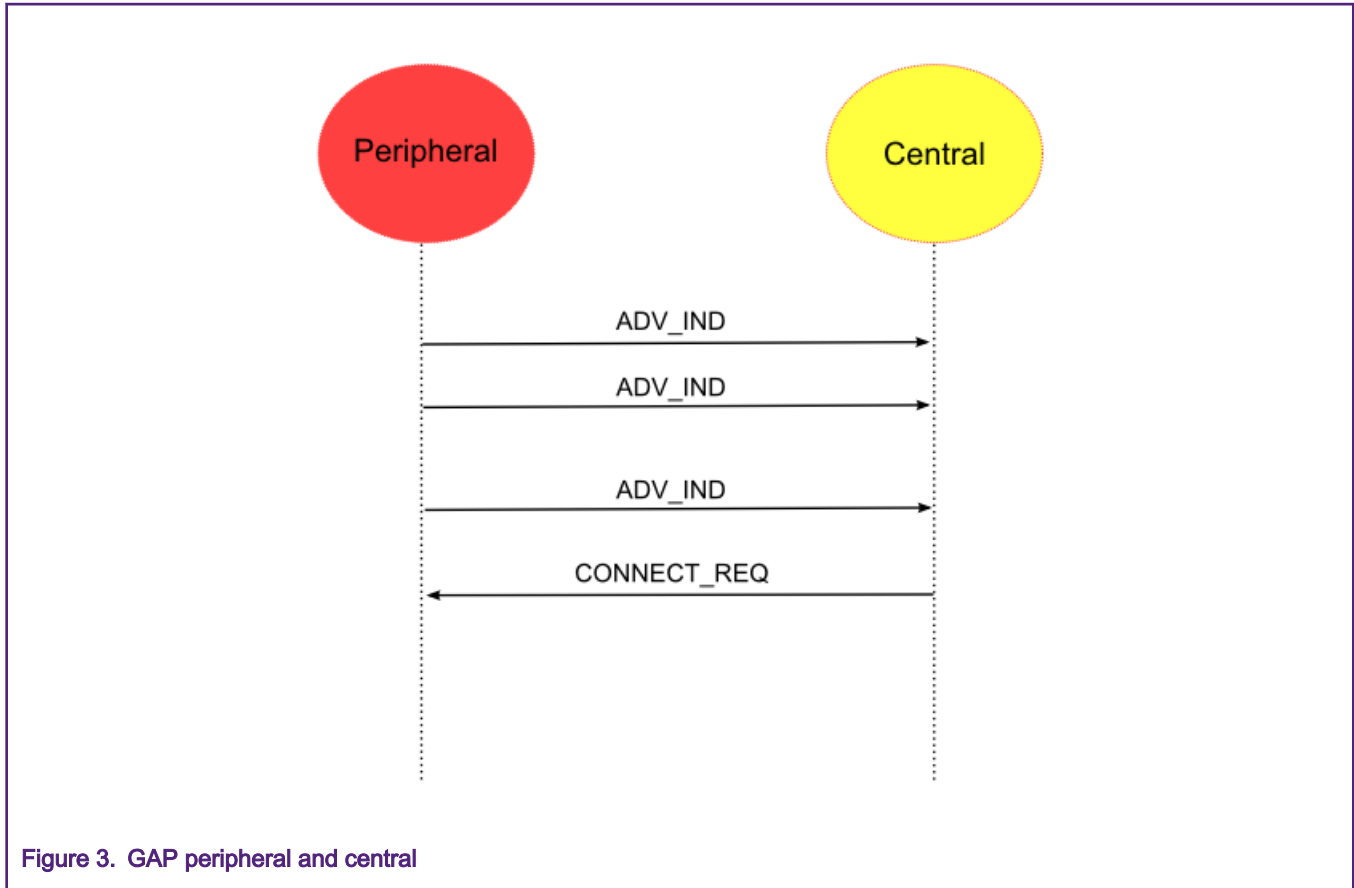 Peripheral
Central
ADV_IND
ADV_IND
ADV_IND
CONNECT_REQ
Figure 3. GAP peripheral and central